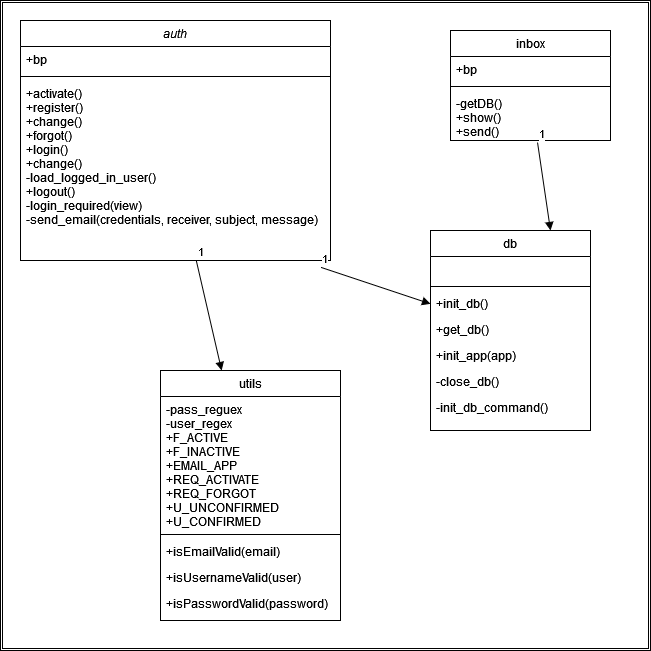 auth
+bp
+activate()
+register()
+change()
+forgot()
+login()
+change()
-load_logged_in_user()
+logout()
-login_required(view)
-send_email(credentials, receiver, subject, message)
1
1
inbox
+bp
-getDB()
+show()
+send()
1
db
+init_db()
+get_db()
+init_app(app)
-close_db()
-init_db_command()
utils
-pass_reguex
-user_regex
+F_ACTIVE
+F_INACTIVE
+EMAIL_APP
+REQ_ACTIVATE
+REQ_FORGOT
+U_UNCONFIRMED
+U_CONFIRMED
+isEmailValid(email)
+isUsernameValid(user)
+isPasswordValid(password)